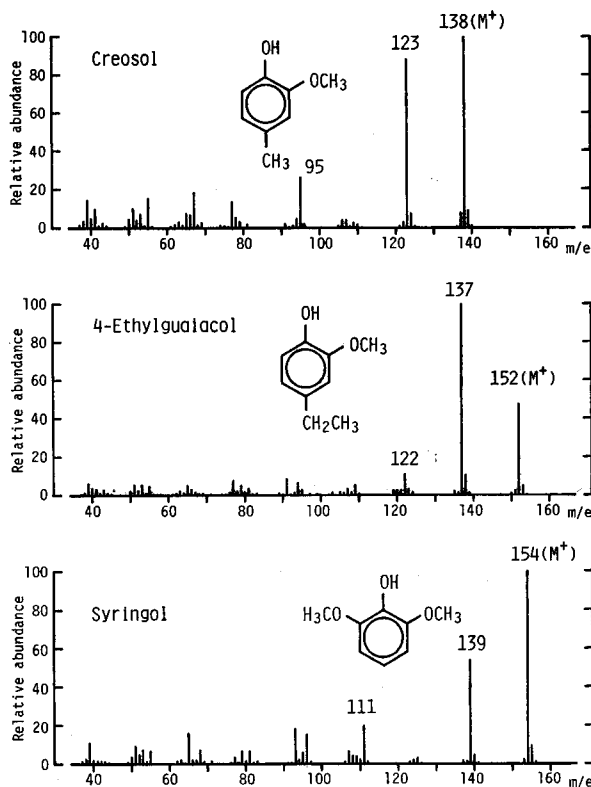 138(M+)
100
123
Creosol
OH
80
OCH3
60
40
CH3
95
20
0
40 60 80 100 120 140 160 m/e
Relative abundance
137
100
4-Ethylguaiacol
OH
80
OCH3
152(M+)
60
40
CH2CH3
122
20
0
40 60 80 100 120 140 160 m/e
Relative abundance
154(M+)
100
OH
Syringol
H3CO
OCH3
80
139
60
40
111
20
0
40 60 80 100 120 140 160 m/e
Relative abundance